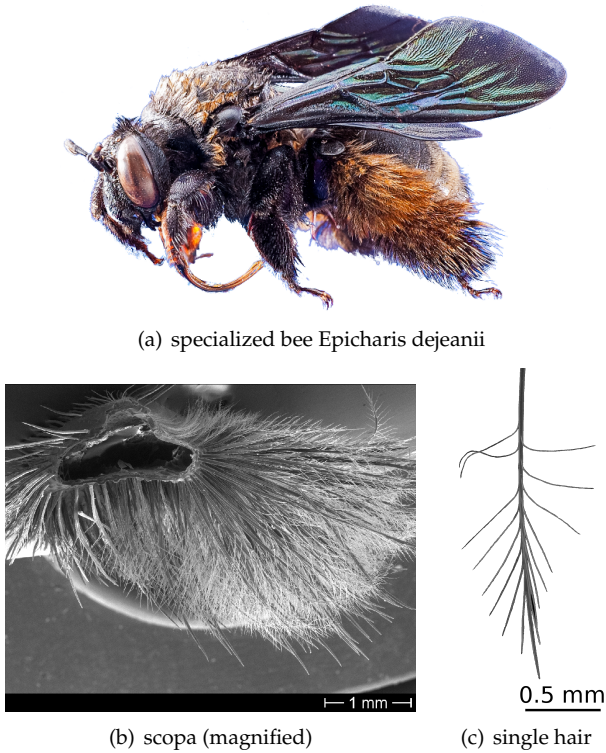 (a) specialized bee Epicharis dejeanii
1 mm
0.5 mm
(b) scopa (magnified)
(c) single hair